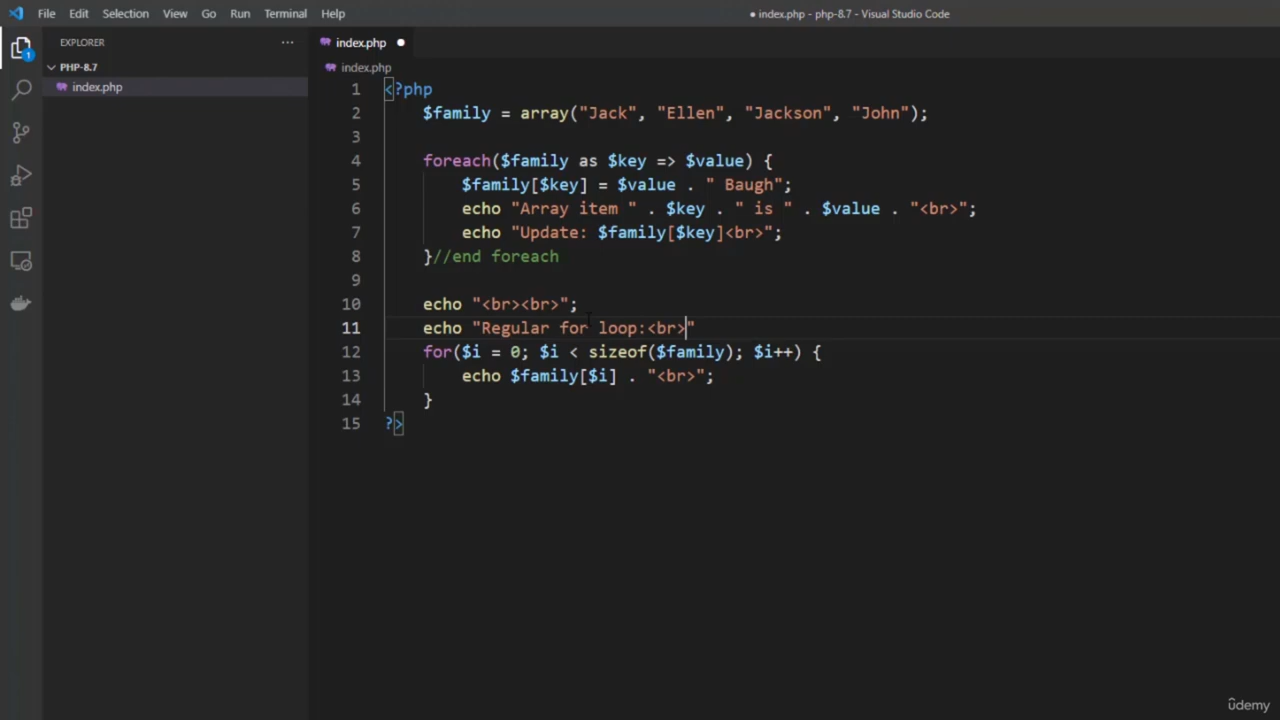 File Edit Selection View Go Run Terminal Help
● index.php - php-8.7 - Visual Studio Code
EXPLORER ···
index.php ●
PHP-8.7
index.php
index.php
1
1 <?php
2 $family = array("Jack", "Ellen", "Jackson", "John");
3
4 foreach($family as $key => $value) {
5 $family[$key] = $value . " Baugh";
6 echo "Array item " . $key . " is " . $value . "<br>";
7 echo "Update: $family[$key]<br>";
8 }//end foreach
9
10 echo "<br><br>";
11 echo "Regular for loop:<br>"
12 for($i = 0; $i < sizeof($family); $i++) {
13 echo $family[$i] . "<br>";
14 }
15 ?>
ûdemy